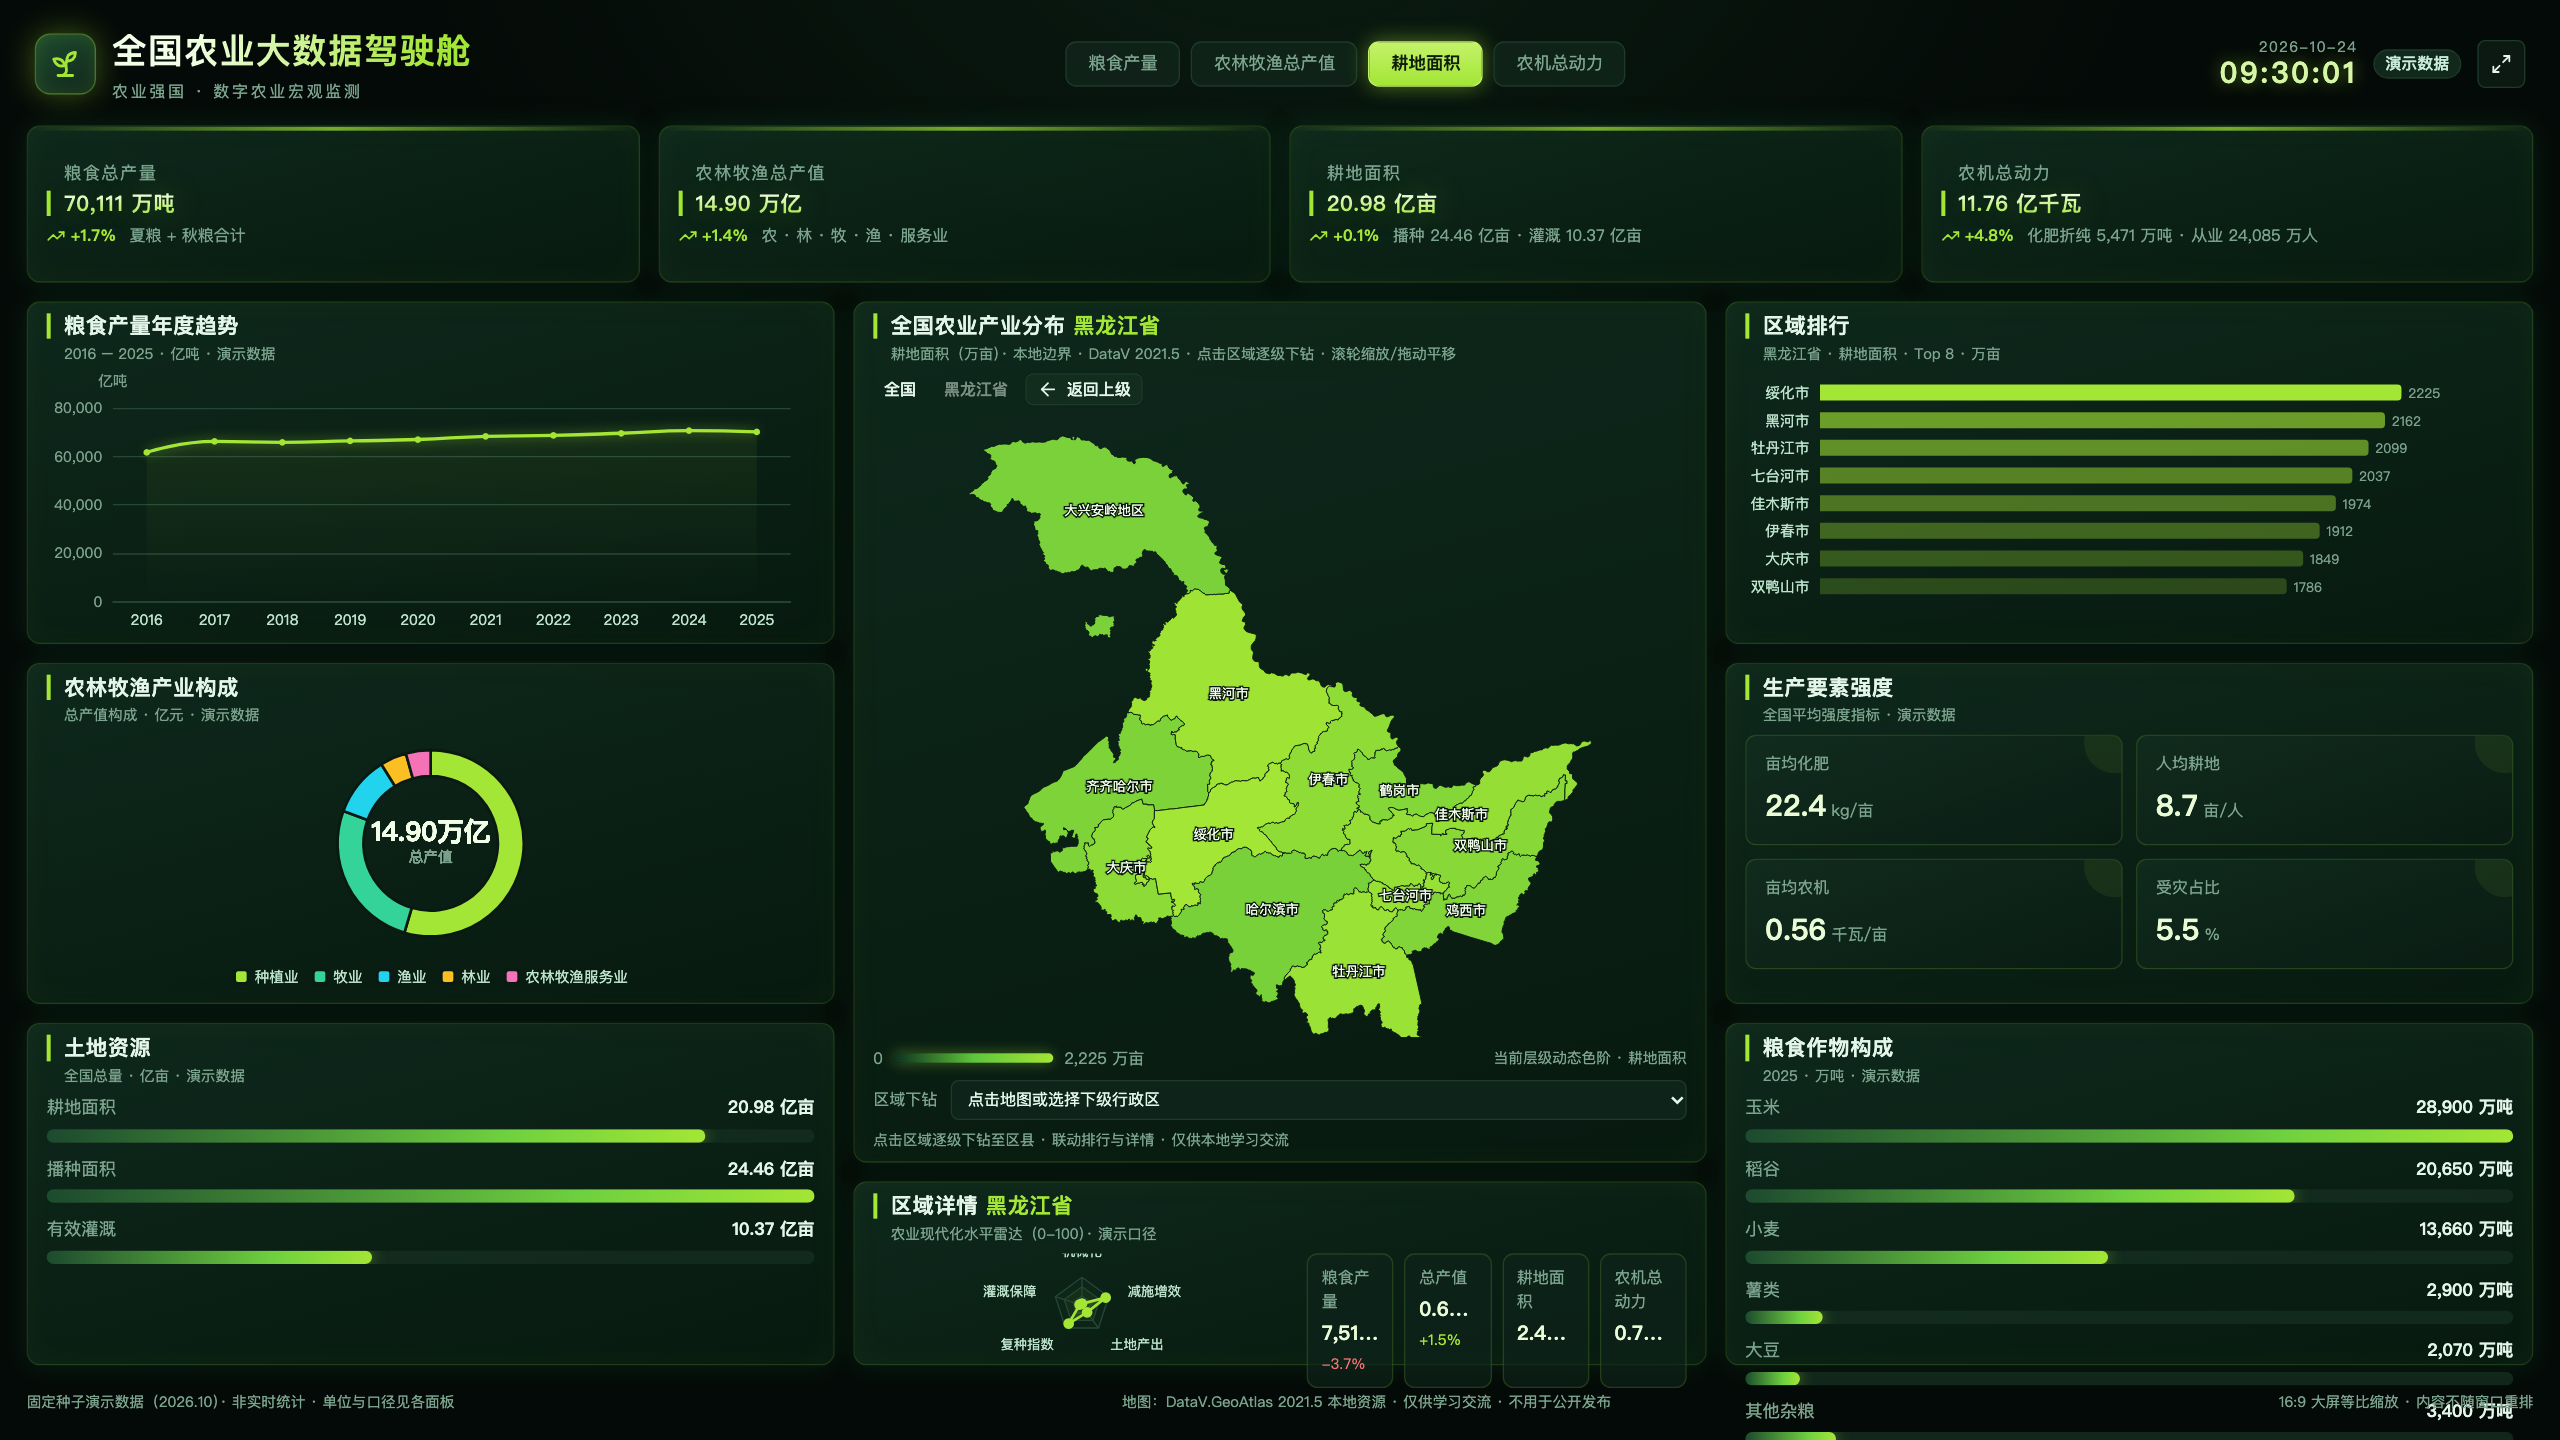 全国农业大数据驾驶舱
农业强国 · 数字农业宏观监测
粮食产量
农林牧渔总产值
耕地面积
农机总动力
2026-10-24
09:30:01
演示数据
粮食总产量
70,111 万吨
+1.7% 夏粮 + 秋粮合计
农林牧渔总产值
14.90 万亿
+1.4% 农 · 林 · 牧 · 渔 · 服务业
耕地面积
20.98 亿亩
+0.1% 播种 24.46 亿亩 · 灌溉 10.37 亿亩
农机总动力
11.76 亿千瓦
+4.8% 化肥折纯 5,471 万吨 · 从业 24,085 万人
粮食产量年度趋势
2016 — 2025 · 亿吨 · 演示数据
亿吨
80,000
60,000
40,000
20,000
0
2016 2017 2018 2019 2020 2021 2022 2023 2024 2025
农林牧渔产业构成
总产值构成 · 亿元 · 演示数据
14.90万亿
总产值
种植业 牧业 渔业 林业 农林牧渔服务业
土地资源
全国总量 · 亿亩 · 演示数据
耕地面积 20.98 亿亩
播种面积 24.46 亿亩
有效灌溉 10.37 亿亩
全国农业产业分布 黑龙江省
耕地面积（万亩）· 本地边界 · DataV 2021.5 · 点击区域逐级下钻 · 滚轮缩放/拖动平移
全国 黑龙江省 返回上级
大兴安岭地区
黑河市
伊春市
齐齐哈尔市
鹤岗市
佳木斯市
绥化市
双鸭山市
大庆市
七台河市
哈尔滨市
鸡西市
牡丹江市
0 2,225 万亩
当前层级动态色阶 · 耕地面积
区域下钻 点击地图或选择下级行政区
点击区域逐级下钻至区县 · 联动排行与详情 · 仅供本地学习交流
区域详情 黑龙江省
农业现代化水平雷达（0–100）· 演示口径
灌溉保障
减施增效
复种指数
土地产出
粮食产量
7,51...
-3.7%
总产值
0.6...
+1.5%
耕地面积
2.4...
农机总动力
0.7...
区域排行
黑龙江省 · 耕地面积 · Top 8 · 万亩
绥化市 2225
黑河市 2162
牡丹江市 2099
七台河市 2037
佳木斯市 1974
伊春市 1912
大庆市 1849
双鸭山市 1786
生产要素强度
全国平均强度指标 · 演示数据
亩均化肥
22.4 kg/亩
人均耕地
8.7 亩/人
亩均农机
0.56 千瓦/亩
受灾占比
5.5 %
粮食作物构成
2025 · 万吨 · 演示数据
玉米 28,900 万吨
稻谷 20,650 万吨
小麦 13,660 万吨
薯类 2,900 万吨
大豆 2,070 万吨
其他杂粮 3,400 万吨
固定种子演示数据（2026.10）· 非实时统计 · 单位与口径见各面板
地图：DataV.GeoAtlas 2021.5 本地资源 · 仅供学习交流 · 不用于公开发布
16:9 大屏等比缩放 · 内容不随窗口重排